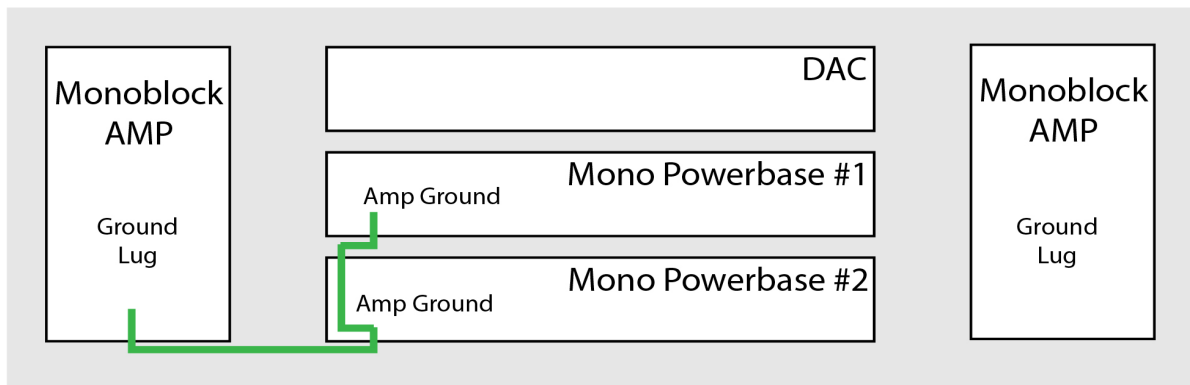 Monoblock
AMP
Ground
Lug
DAC
Mono Powerbase #1
Amp Ground
Mono Powerbase #2
Amp Ground
Monoblock
AMP
Ground
Lug